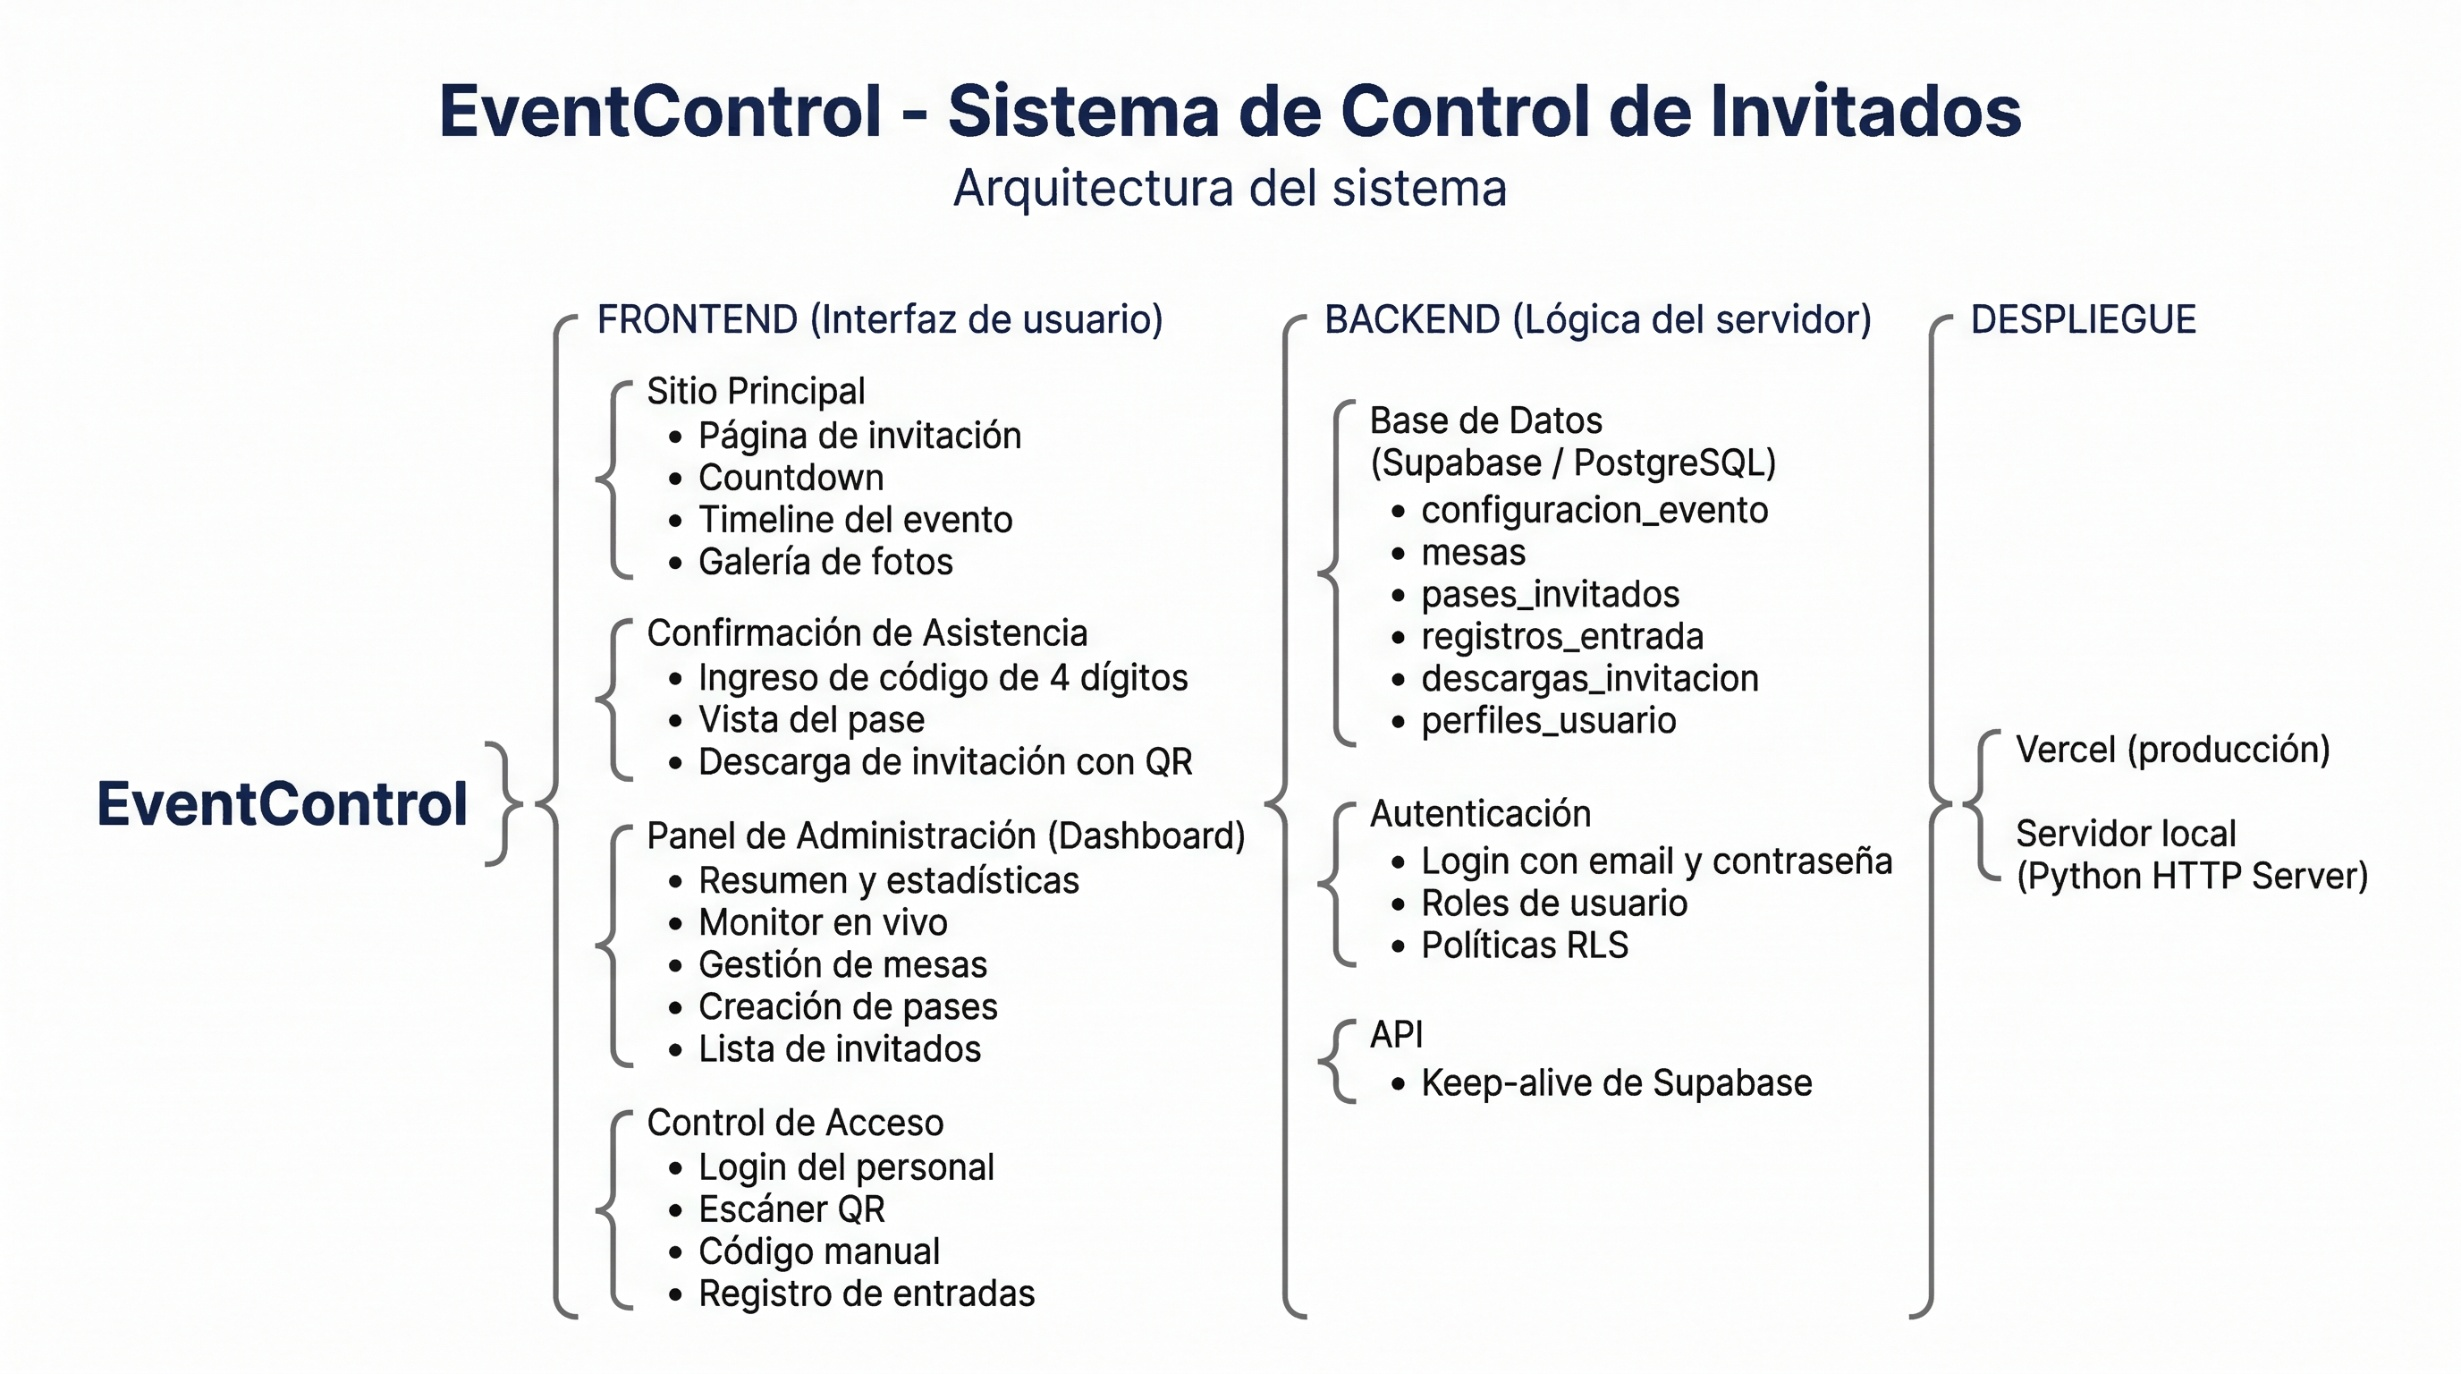 EventControl - Sistema de Control de Invitados
Arquitectura del sistema
EventControl
FRONTEND (Interfaz de usuario)
Sitio Principal
• Página de invitación
• Countdown
• Timeline del evento
• Galería de fotos
Confirmación de Asistencia
• Ingreso de código de 4 dígitos
• Vista del pase
• Descarga de invitación con QR
Panel de Administración (Dashboard)
• Resumen y estadísticas
• Monitor en vivo
• Gestión de mesas
• Creación de pases
• Lista de invitados
Control de Acceso
• Login del personal
• Escáner QR
• Código manual
• Registro de entradas
BACKEND (Lógica del servidor)
Base de Datos
(Supabase / PostgreSQL)
• configuracion_evento
• mesas
• pases_invitados
• registros_entrada
• descargas_invitacion
• perfiles_usuario
Autenticación
• Login con email y contraseña
• Roles de usuario
• Políticas RLS
API
• Keep-alive de Supabase
DESPLIEGUE
Vercel (producción)
Servidor local
(Python HTTP Server)